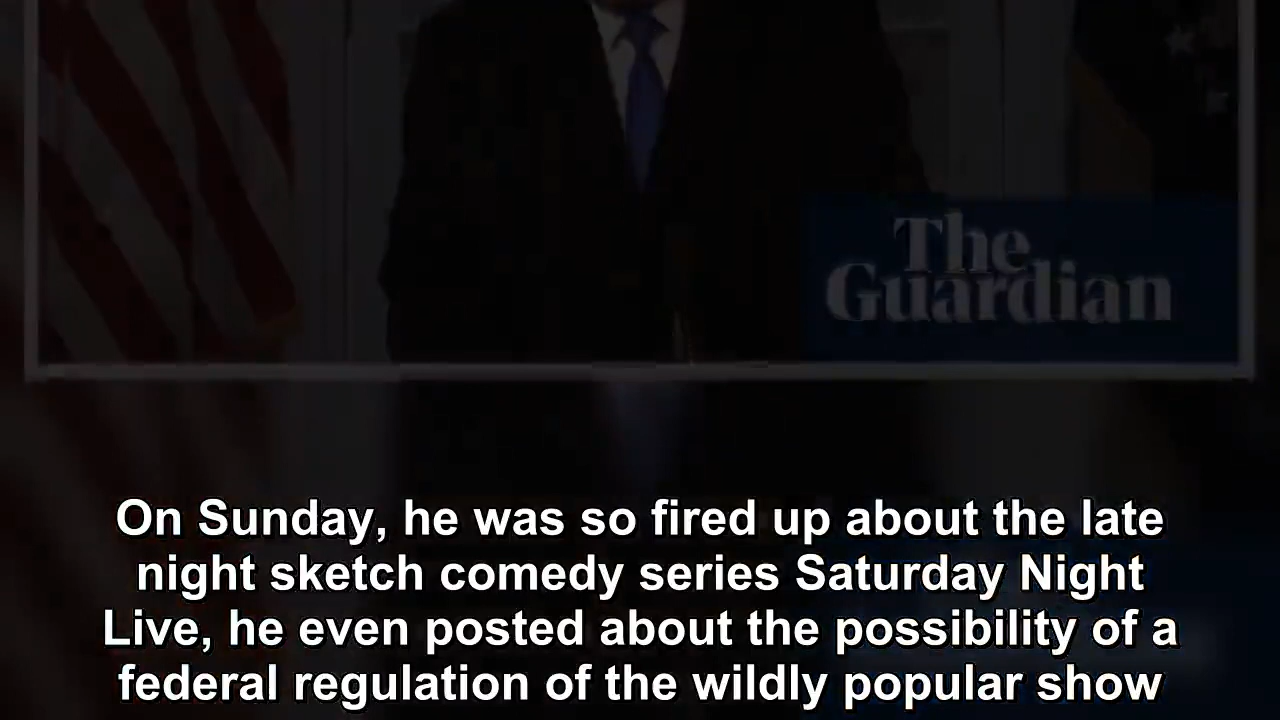 The
Guardian
On Sunday, he was so fired up about the late
night sketch comedy series Saturday Night
Live, he even posted about the possibility of a
federal regulation of the wildly popular show